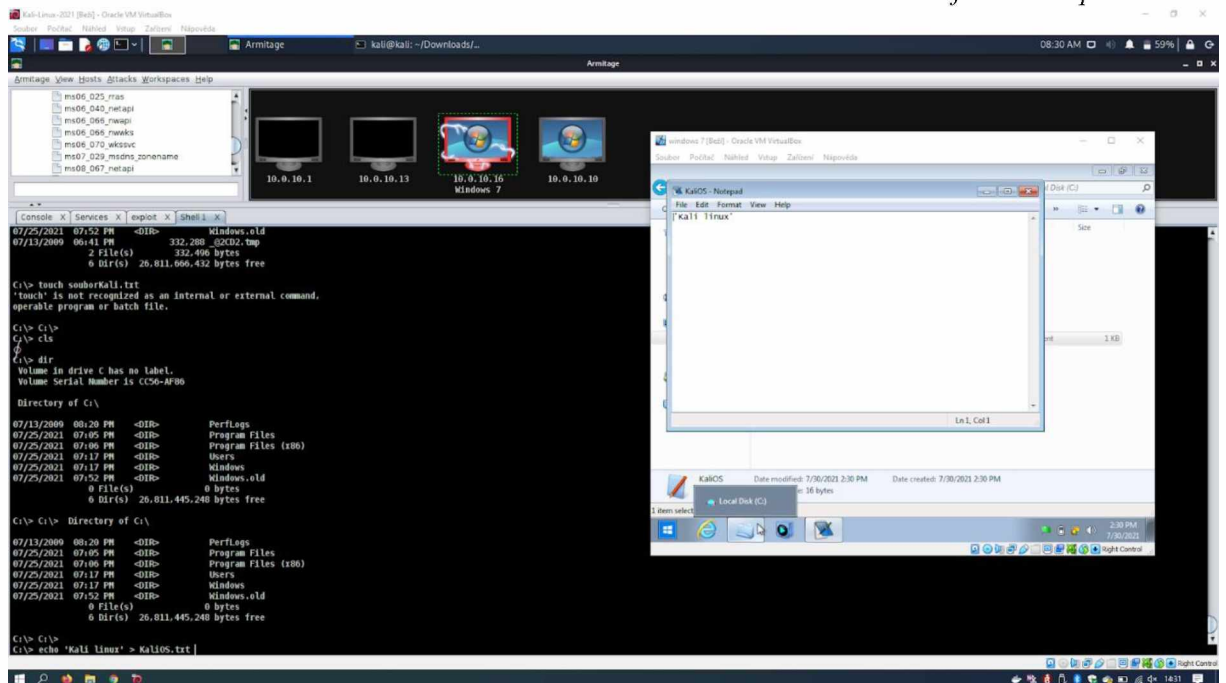 Kali-Linux-2021 [Běží] - Oracle VM VirtualBox
Soubor Počítač Náhled Vstup Zařízení Nápověda
Armitage
kali@kali: ~/Downloads/...
08:30 AM
59%
Armitage
Armitage View Hosts Attacks Workspaces Help
ms06_025_rras
ms06_040_netapi
ms06_066_nwapi
ms06_066_nwwks
ms06_070_wkssvc
ms07_029_msdns_zonename
ms08_067_netapi
10.0.10.1
10.0.10.13
10.0.10.16
Windows 7
10.0.10.10
Console X Services X exploit X Shell 1 X
07/25/2021 07:52 PM <DIR> Windows.old
07/13/2009 06:41 PM 332,288 _@2CD2.tmp
2 File(s) 332,496 bytes
6 Dir(s) 26,811,666,432 bytes free
C:\> touch souborKali.txt
'touch' is not recognized as an internal or external command,
operable program or batch file.
C:\> C:\>
C:\> cls
C:\> dir
Volume in drive C has no label.
Volume Serial Number is CC56-AF86
Directory of C:\
07/13/2009 08:20 PM <DIR> PerfLogs
07/25/2021 07:05 PM <DIR> Program Files
07/25/2021 07:06 PM <DIR> Program Files (x86)
07/25/2021 07:17 PM <DIR> Users
07/25/2021 07:17 PM <DIR> Windows
07/25/2021 07:52 PM <DIR> Windows.old
0 File(s) 0 bytes
6 Dir(s) 26,811,445,248 bytes free
C:\> C:\> Directory of C:\
07/13/2009 08:20 PM <DIR> PerfLogs
07/25/2021 07:05 PM <DIR> Program Files
07/25/2021 07:06 PM <DIR> Program Files (x86)
07/25/2021 07:17 PM <DIR> Users
07/25/2021 07:17 PM <DIR> Windows
07/25/2021 07:52 PM <DIR> Windows.old
0 File(s) 0 bytes
6 Dir(s) 26,811,445,248 bytes free
C:\> C:\>
C:\> echo 'Kali linux' > KaliOS.txt
windows 7 [Běží] - Oracle VM VirtualBox
Soubor Počítač Náhled Vstup Zařízení Nápověda
l Disk (C:)
KaliOS - Notepad
File Edit Format View Help
'Kali linux'
Size
1 KB
Ln 1, Col 1
KaliOS Date modified: 7/30/2021 2:30 PM Date created: 7/30/2021 2:30 PM
16 bytes
1 item select
Local Disk (C:)
2:30 PM
7/30/2021
Right Control
Right Control
14:31